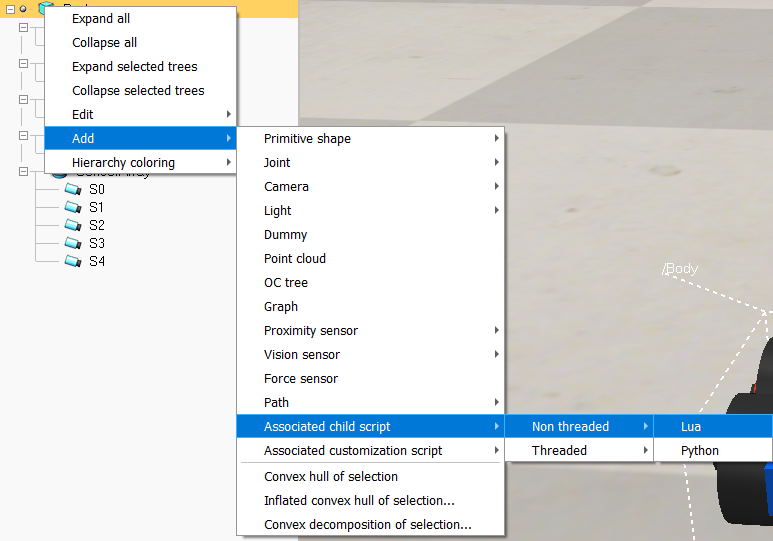 Expand all
Collapse all
Expand selected trees
Collapse selected trees
Edit
Add
Hierarchy coloring
S0
S1
S2
S3
S4
Primitive shape
Joint
Camera
Light
Dummy
Point cloud
OC tree
Graph
Proximity sensor
Vision sensor
Force sensor
Path
Associated child script
Associated customization script
Convex hull of selection
Inflated convex hull of selection...
Convex decomposition of selection...
Non threaded
Threaded
Lua
Python
/Body